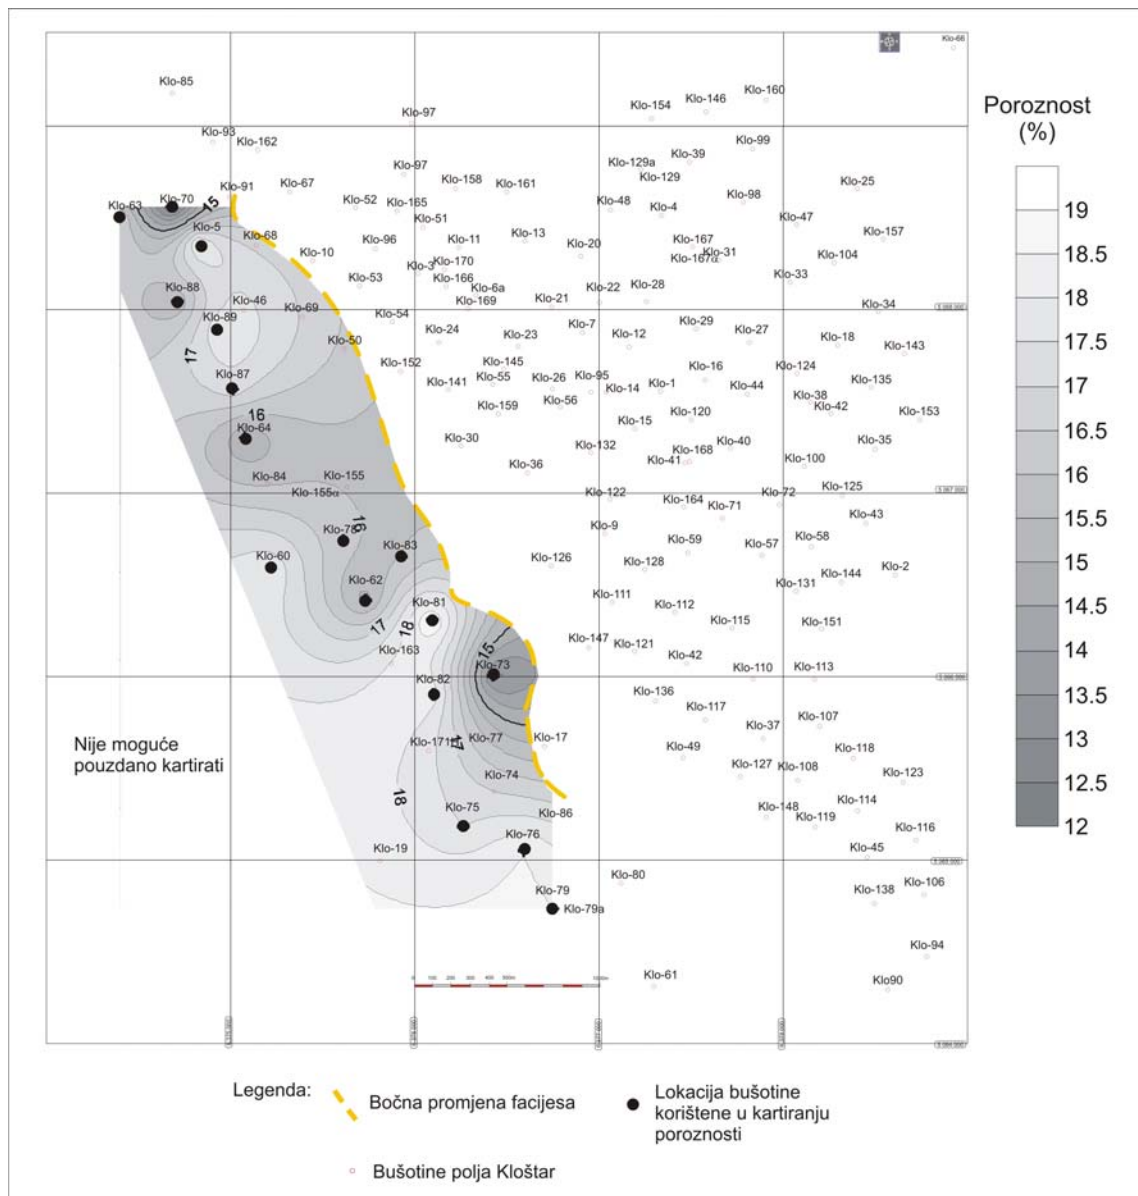 Klo-66
Klo-85
Klo-160
Klo-146
Klo-154
Klo-97
Klo-93
Klo-162
Klo-99
Klo-39
Klo-129a
Klo-97
Klo-129
Klo-91
Klo-67
Klo-158
Klo-161
Klo-25
Klo-63
Klo-70
15
Klo-52
Klo-165
Klo-48
Klo-4
Klo-98
Klo-51
Klo-47
Klo-5
Klo-68
Klo-96
Klo-11
Klo-13
Klo-20
Klo-167
Klo-157
Klo-10
Klo-3
Klo-170
Klo-167α
Klo-31
Klo-104
Klo-53
Klo-166
Klo-33
Klo-88
Klo-46
Klo-69
Klo-6a
Klo-169
Klo-21
Klo-22
Klo-28
Klo-34
Klo-89
Klo-54
Klo-24
Klo-23
Klo-7
Klo-12
Klo-29
Klo-27
Klo-18
Klo-143
17
Klo-50
Klo-152
Klo-145
Klo-87
Klo-141
Klo-55
Klo-26
Klo-95
Klo-14
Klo-1
Klo-16
Klo-44
Klo-124
Klo-135
Klo-38
16
Klo-159
Klo-56
Klo-42
Klo-153
Klo-64
Klo-15
Klo-120
Klo-30
Klo-132
Klo-40
Klo-35
Klo-36
Klo-41
Klo-168
Klo-100
Klo-84
Klo-155
Klo-155α
Klo-122
Klo-164
Klo-72
Klo-125
16
Klo-71
Klo-43
Klo-78
Klo-83
Klo-9
Klo-59
Klo-57
Klo-58
Klo-60
Klo-126
Klo-128
Klo-2
Klo-62
Klo-131
Klo-144
Klo-81
Klo-111
Klo-112
17
18
Klo-115
Klo-151
Klo-163
15
Klo-147
Klo-121
Klo-42
Klo-73
Klo-110
Klo-113
Klo-82
Klo-136
Klo-117
Klo-107
Klo-171
17
Klo-77
Klo-17
Klo-37
Nije moguće
pouzdano kartirati
Klo-49
Klo-118
Klo-74
Klo-127
Klo-108
Klo-123
18
Klo-75
Klo-86
Klo-148
Klo-119
Klo-114
Klo-76
Klo-19
Klo-45
Klo-116
Klo-80
Klo-79
Klo-79a
Klo-138
Klo-106
Klo-94
Klo-61
Klo90
Poroznost
(%)
19
18.5
18
17.5
17
16.5
16
15.5
15
14.5
14
13.5
13
12.5
12
Legenda:
Bočna promjena facijesa
Lokacija bušotine
korištene u kartiranju
poroznosti
Bušotine polja Kloštar